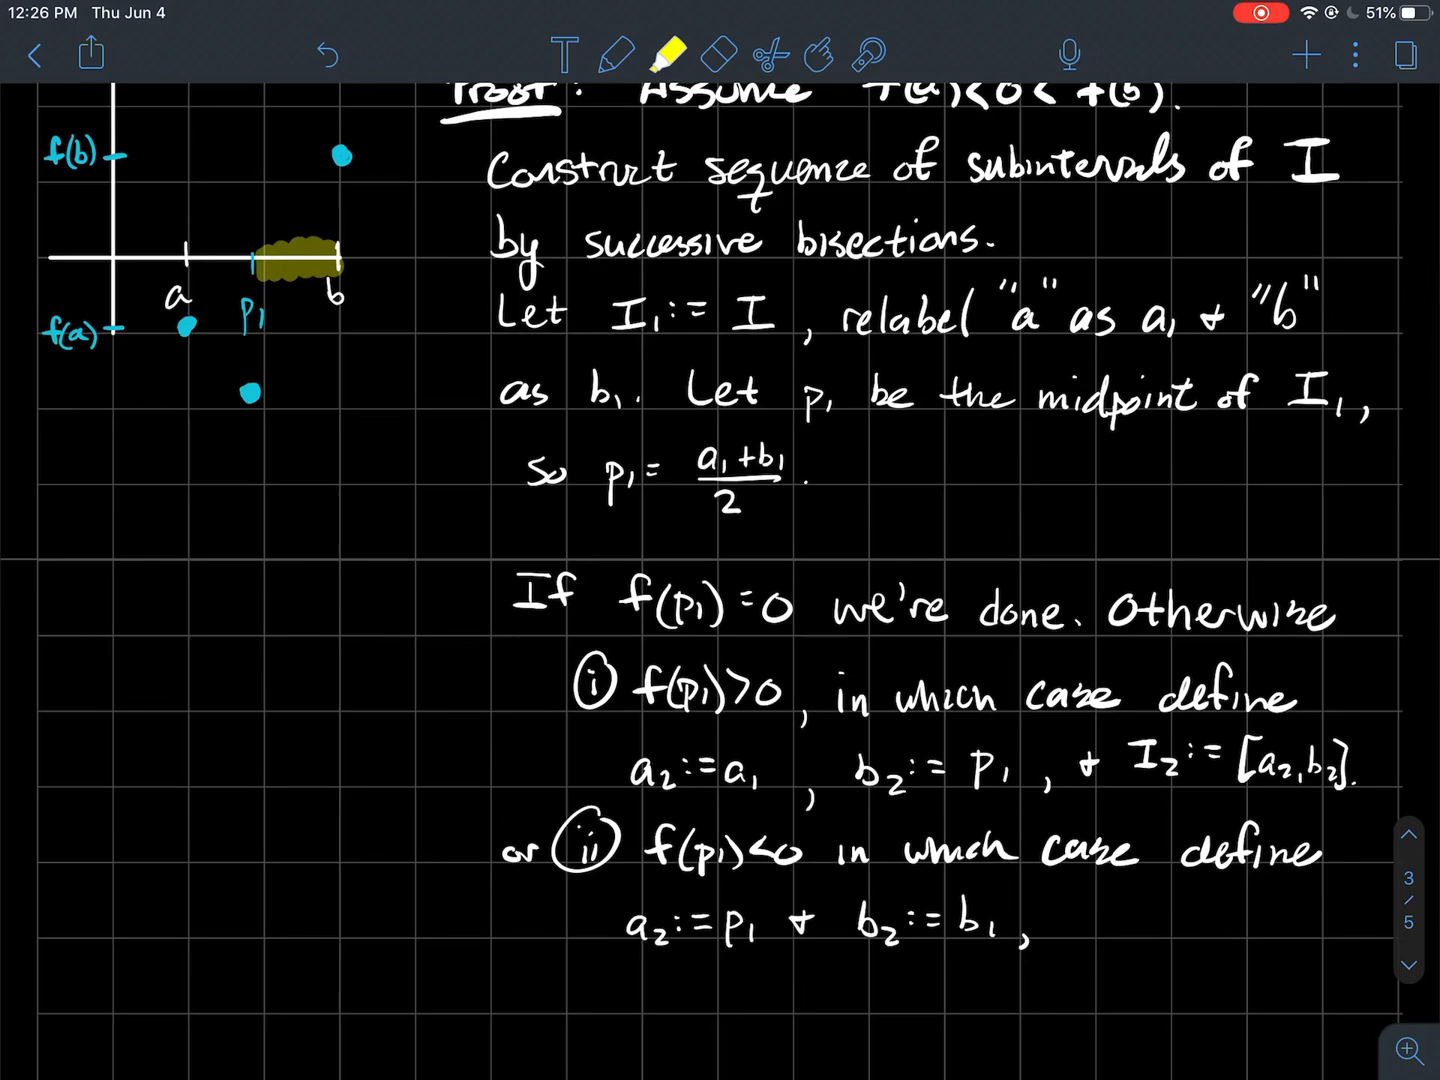 12:26 PM Thu Jun 4
51%
T
Proof: Assume f(a)<0< f(b).
f(b)
Construct sequence of subintervals of I
by successive bisections.
a
b
p₁
Let I₁:= I, relabel "a" as a₁ + "b"
f(a)
as b₁. Let p₁ be the midpoint of I₁,
So p₁ = (a₁+b₁)/2.
If f(p₁)=0 we're done. Otherwise
(i) f(p₁)>0, in which case define
a₂:=a₁, b₂:= p₁, + I₂:= [a₂,b₂].
or (ii) f(p₁)<0 in which case define
a₂:= p₁ + b₂:= b₁,
3
/
5